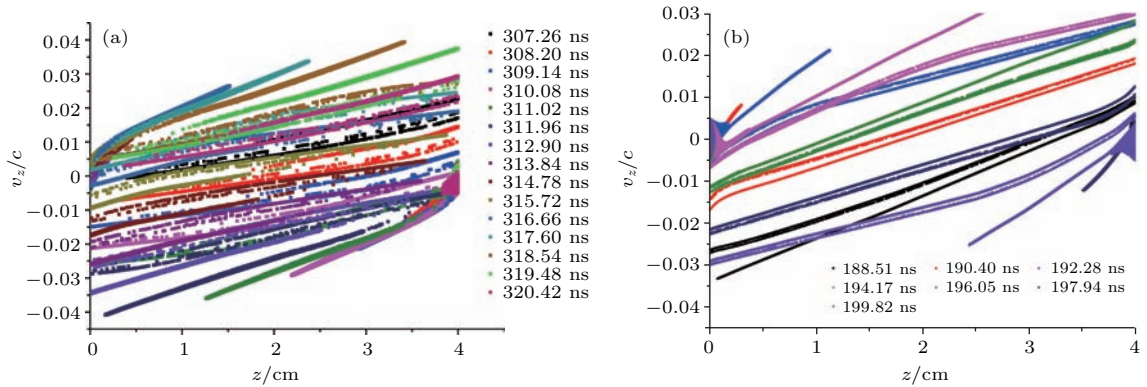 (a)
v_z/c
0.04
0.03
0.02
0.01
0
−0.01
−0.02
−0.03
−0.04
0 1 2 3 4
z/cm
307.26 ns
308.20 ns
309.14 ns
310.08 ns
311.02 ns
311.96 ns
312.90 ns
313.84 ns
314.78 ns
315.72 ns
316.66 ns
317.60 ns
318.54 ns
319.48 ns
320.42 ns
(b)
v_z/c
0.03
0.02
0.01
0
−0.01
−0.02
−0.03
−0.04
0 1 2 3 4
z/cm
188.51 ns 190.40 ns 192.28 ns
194.17 ns 196.05 ns 197.94 ns
199.82 ns